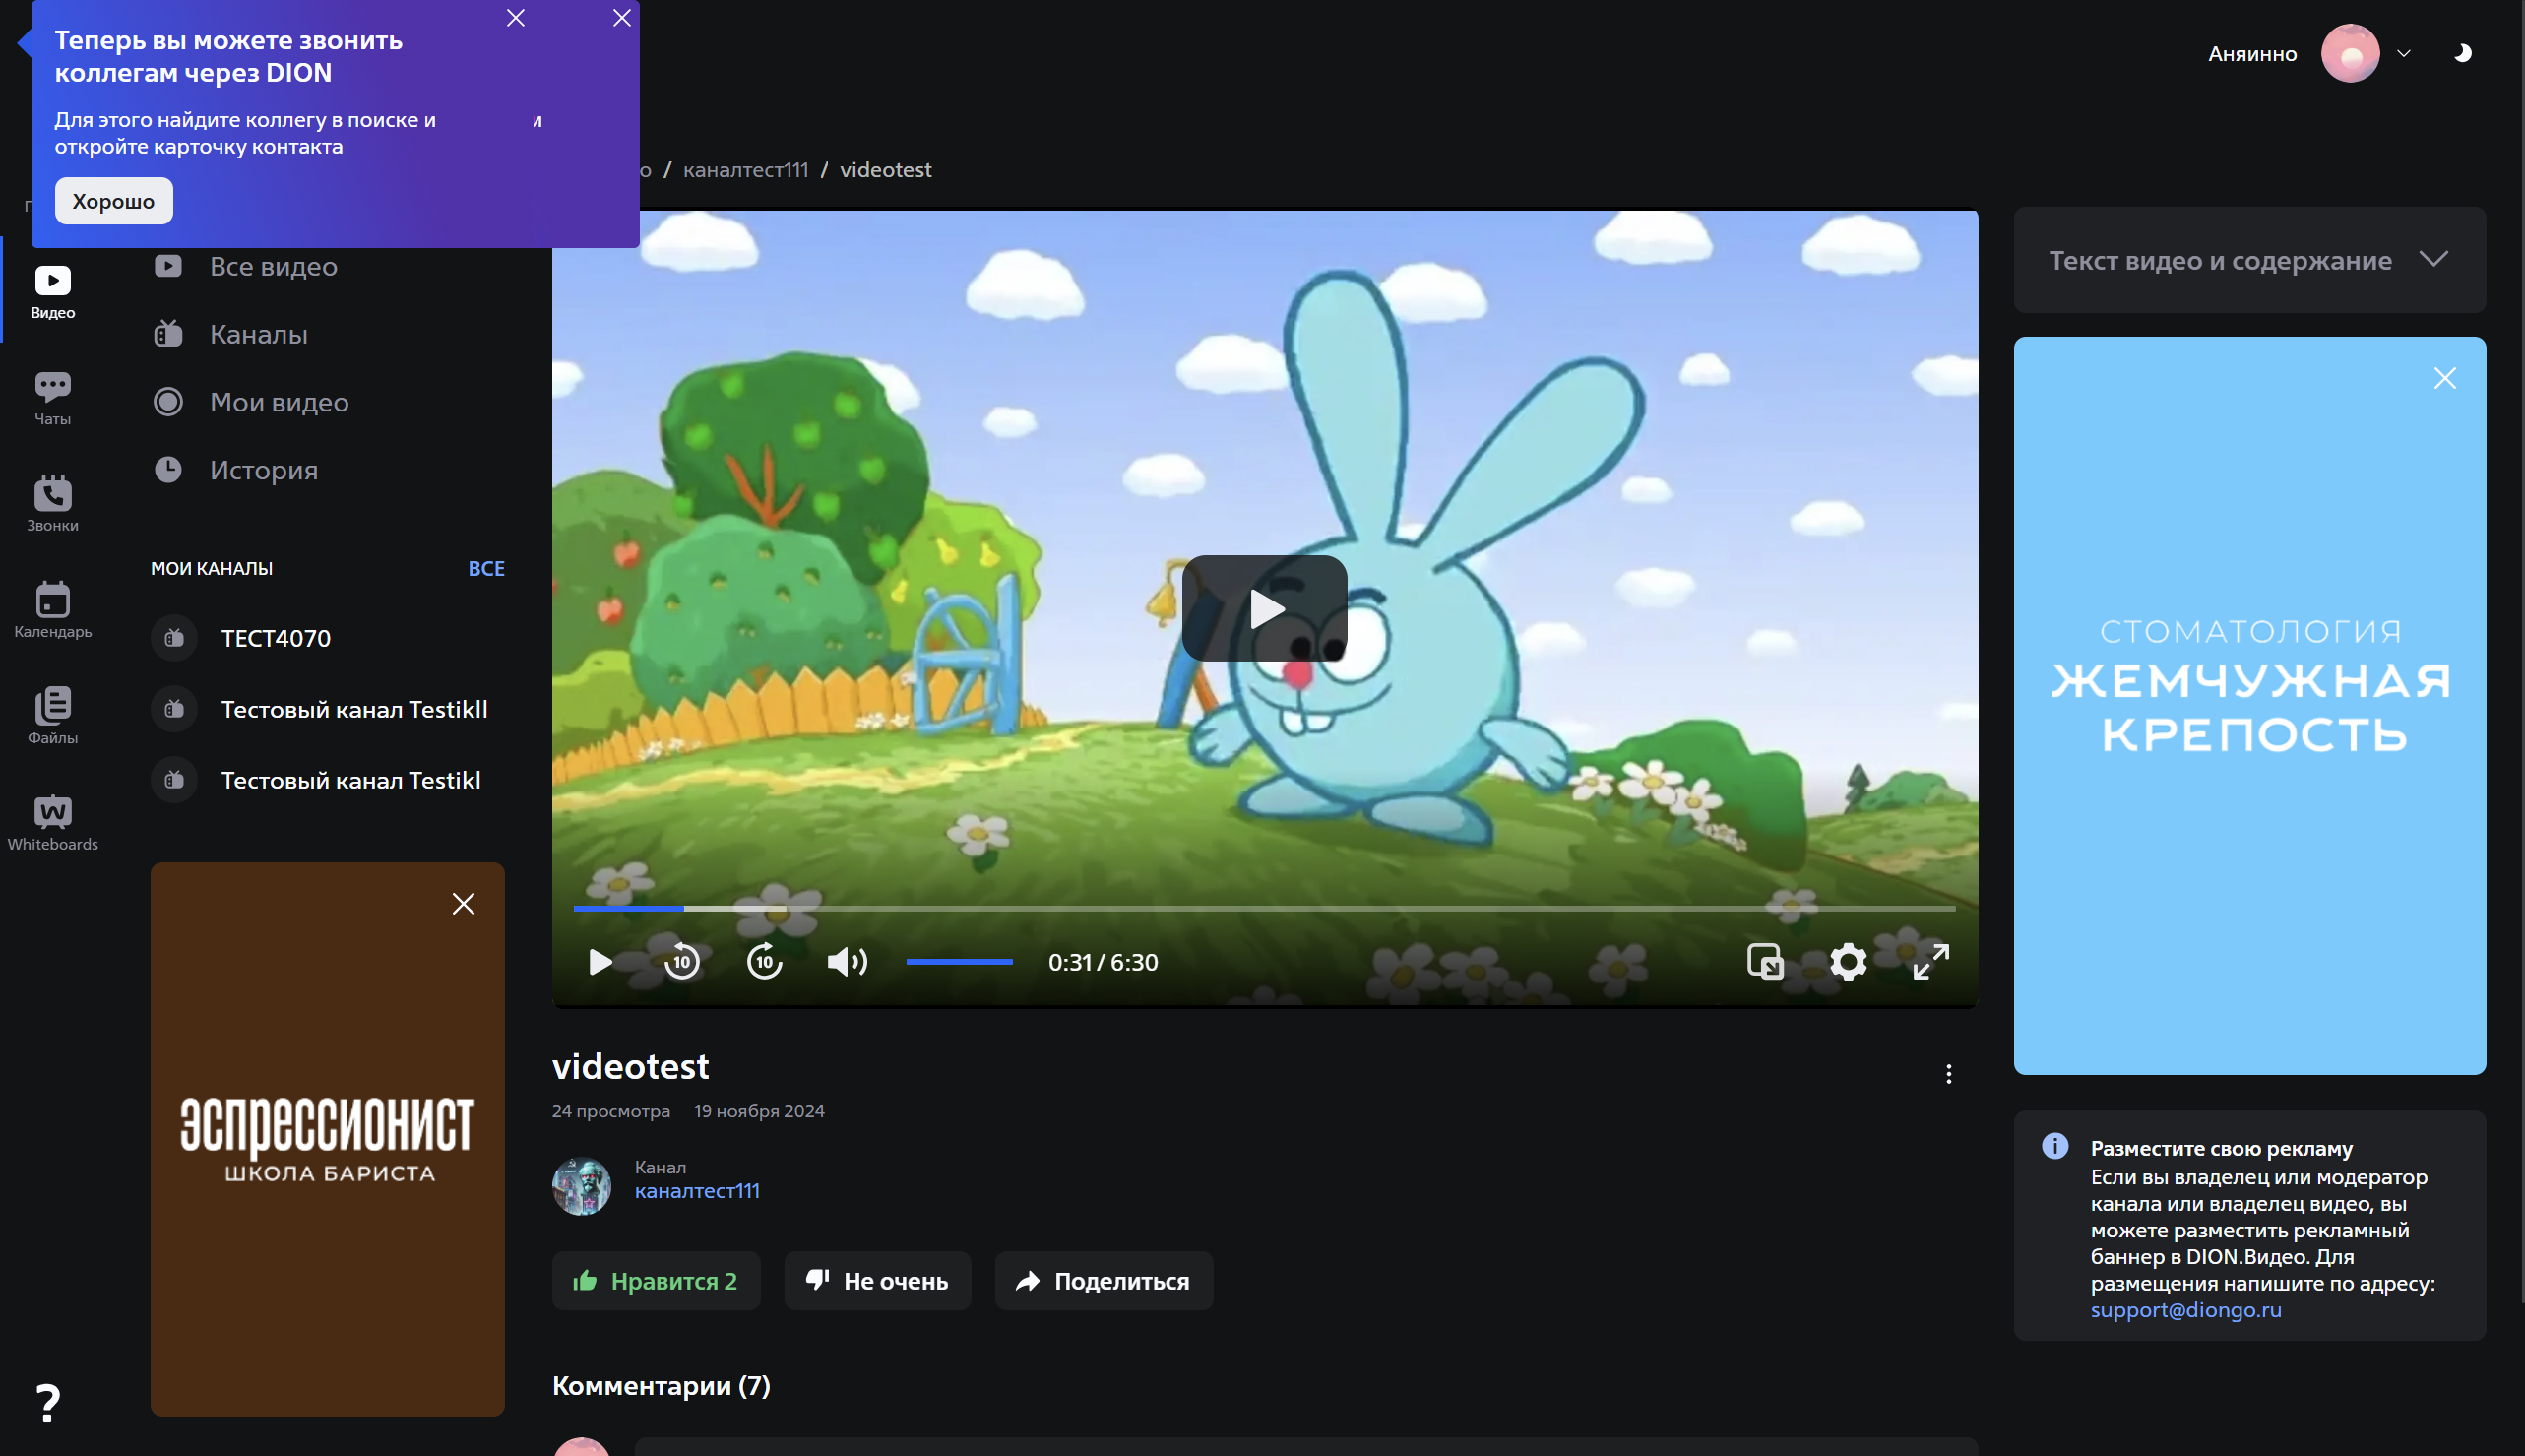 Теперь вы можете звонить
коллегам через DION
Для этого найдите коллегу в поиске и
откройте карточку контакта
Хорошо
Аняинно
/ каналтест111 / videotest
Видео
Чаты
Звонки
Календарь
Файлы
Whiteboards
Все видео
Каналы
Мои видео
История
МОИ КАНАЛЫ
ВСЕ
ТЕСТ4070
Тестовый канал Testikll
Тестовый канал Testikl
ЭСПРЕССИОНИСТ
ШКОЛА БАРИСТА
10
10
0:31 / 6:30
videotest
24 просмотра 19 ноября 2024
Канал
каналтест111
Нравится 2
Не очень
Поделиться
Комментарии (7)
Текст видео и содержание
СТОМАТОЛОГИЯ
ЖЕМЧУЖНАЯ
КРЕПОСТЬ
Разместите свою рекламу
Если вы владелец или модератор
канала или владелец видео, вы
можете разместить рекламный
баннер в DION.Видео. Для
размещения напишите по адресу:
support@diongo.ru
?